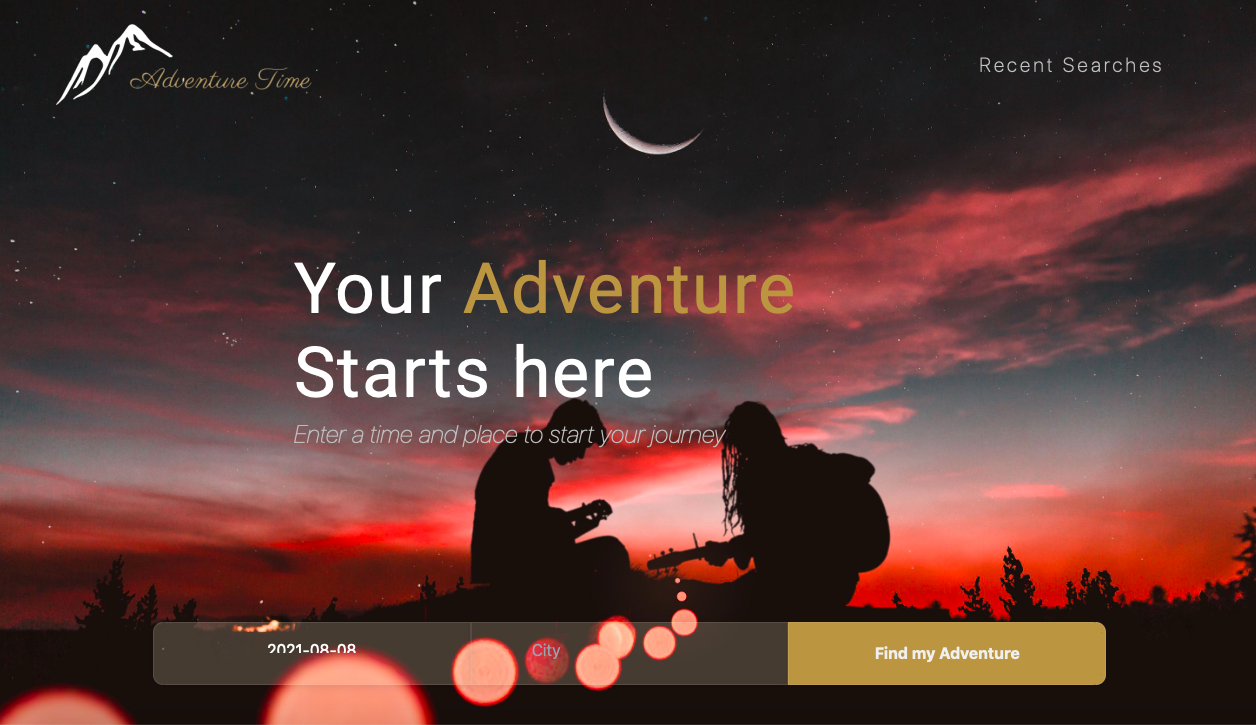 Adventure Time
Recent Searches
Your Adventure
Starts here
Enter a time and place to start your journey
2021-08-08
City
Find my Adventure